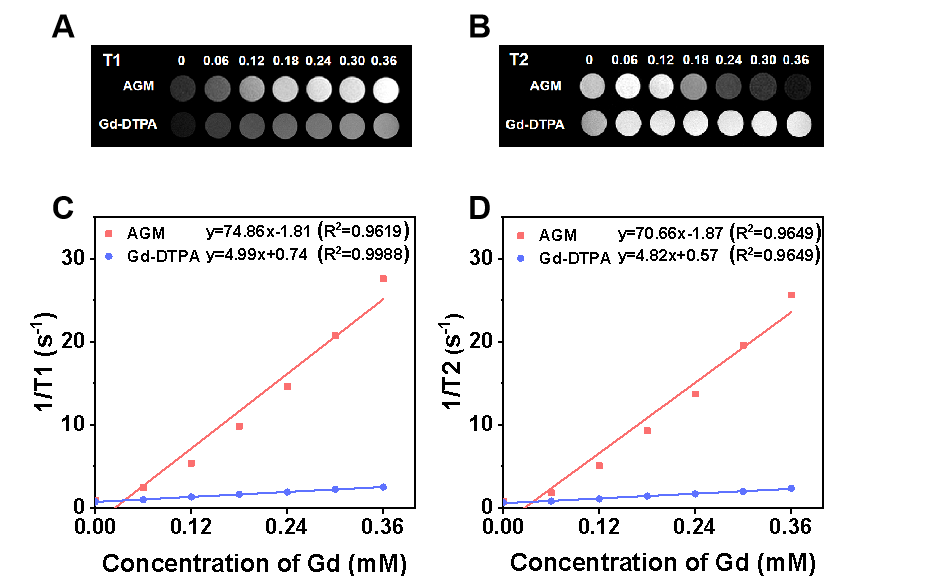 A
T1 0 0.06 0.12 0.18 0.24 0.30 0.36
AGM
Gd-DTPA
B
T2 0 0.06 0.12 0.18 0.24 0.30 0.36
AGM
Gd-DTPA
C
AGM y=74.86x-1.81 (R²=0.9619)
Gd-DTPA y=4.99x+0.74 (R²=0.9988)
30
20
10
0
1/T1 (s⁻¹)
0.00 0.12 0.24 0.36
Concentration of Gd (mM)
D
AGM y=70.66x-1.87 (R²=0.9649)
Gd-DTPA y=4.82x+0.57 (R²=0.9649)
30
20
10
0
1/T2 (s⁻¹)
0.00 0.12 0.24 0.36
Concentration of Gd (mM)